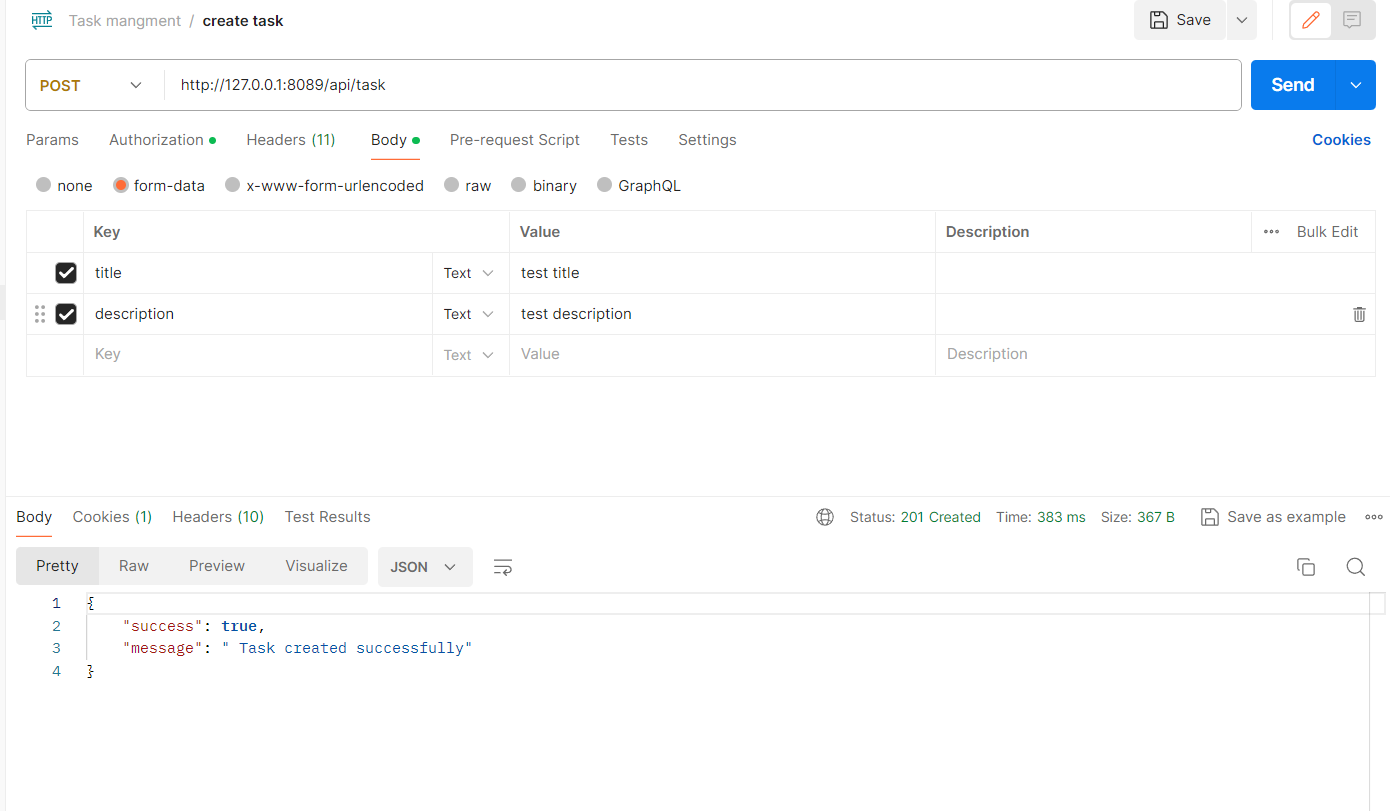 HTTP Task mangment / create task Save
POST http://127.0.0.1:8089/api/task Send
Params Authorization Headers (11) Body Pre-request Script Tests Settings Cookies
none form-data x-www-form-urlencoded raw binary GraphQL
Key Value Description Bulk Edit
title Text test title
description Text test description
Key Text Value Description
Body Cookies (1) Headers (10) Test Results Status: 201 Created Time: 383 ms Size: 367 B Save as example
Pretty Raw Preview Visualize JSON
1 {
2 "success": true,
3 "message": " Task created successfully"
4 }